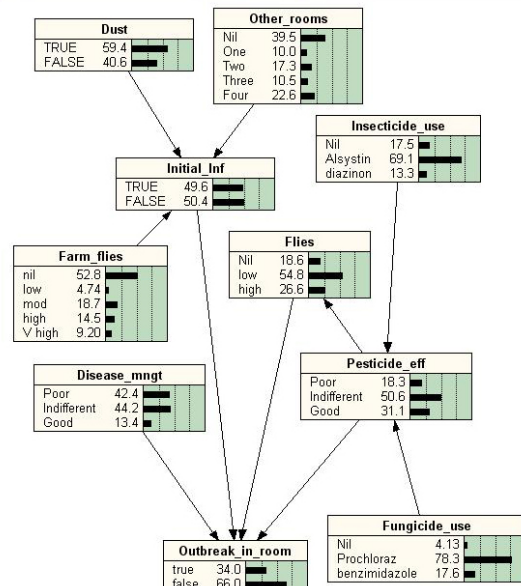 Dust
TRUE 59.4
FALSE 40.6
Other_rooms
Nil 39.5
One 10.0
Two 17.3
Three 10.5
Four 22.6
Insecticide_use
Nil 17.5
Alsystin 69.1
diazinon 13.3
Initial_Inf
TRUE 49.6
FALSE 50.4
Farm_flies
nil 52.8
low 4.74
mod 18.7
high 14.5
V high 9.20
Flies
Nil 18.6
low 54.8
high 26.6
Pesticide_eff
Poor 18.3
Indifferent 50.6
Good 31.1
Disease_mngt
Poor 42.4
Indifferent 44.2
Good 13.4
Outbreak_in_room
true 34.0
false 66.0
Fungicide_use
Nil 4.13
Prochloraz 78.3
benzimidazole 17.6